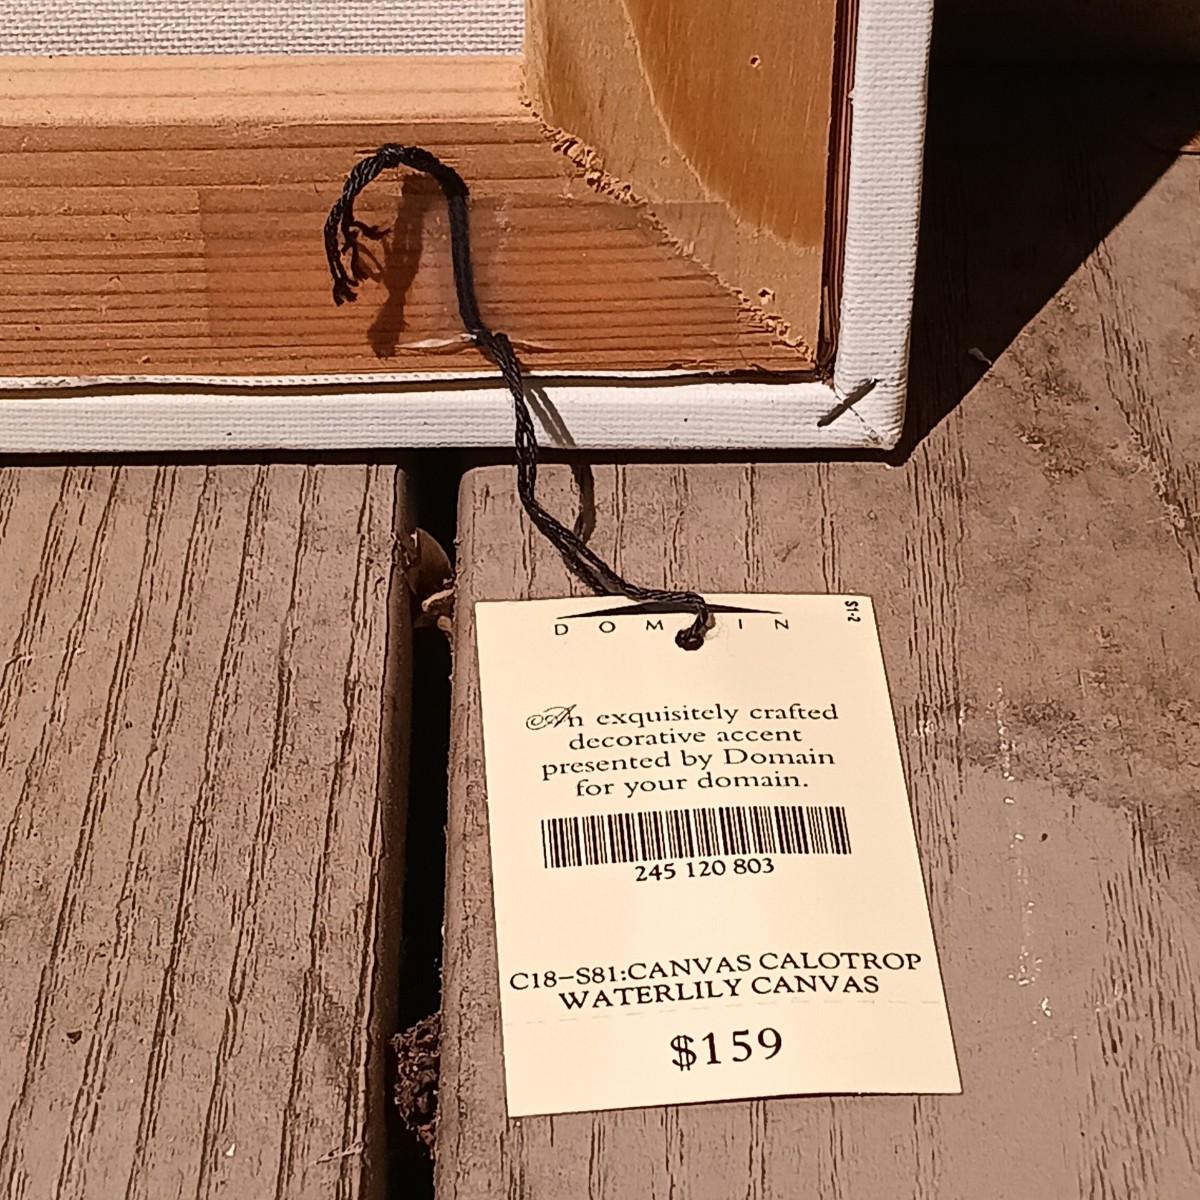 DOMAIN
S1-2
An exquisitely crafted
decorative accent
presented by Domain
for your domain.
245 120 803
C18-S81:CANVAS CALOTROP
WATERLILY CANVAS
$159